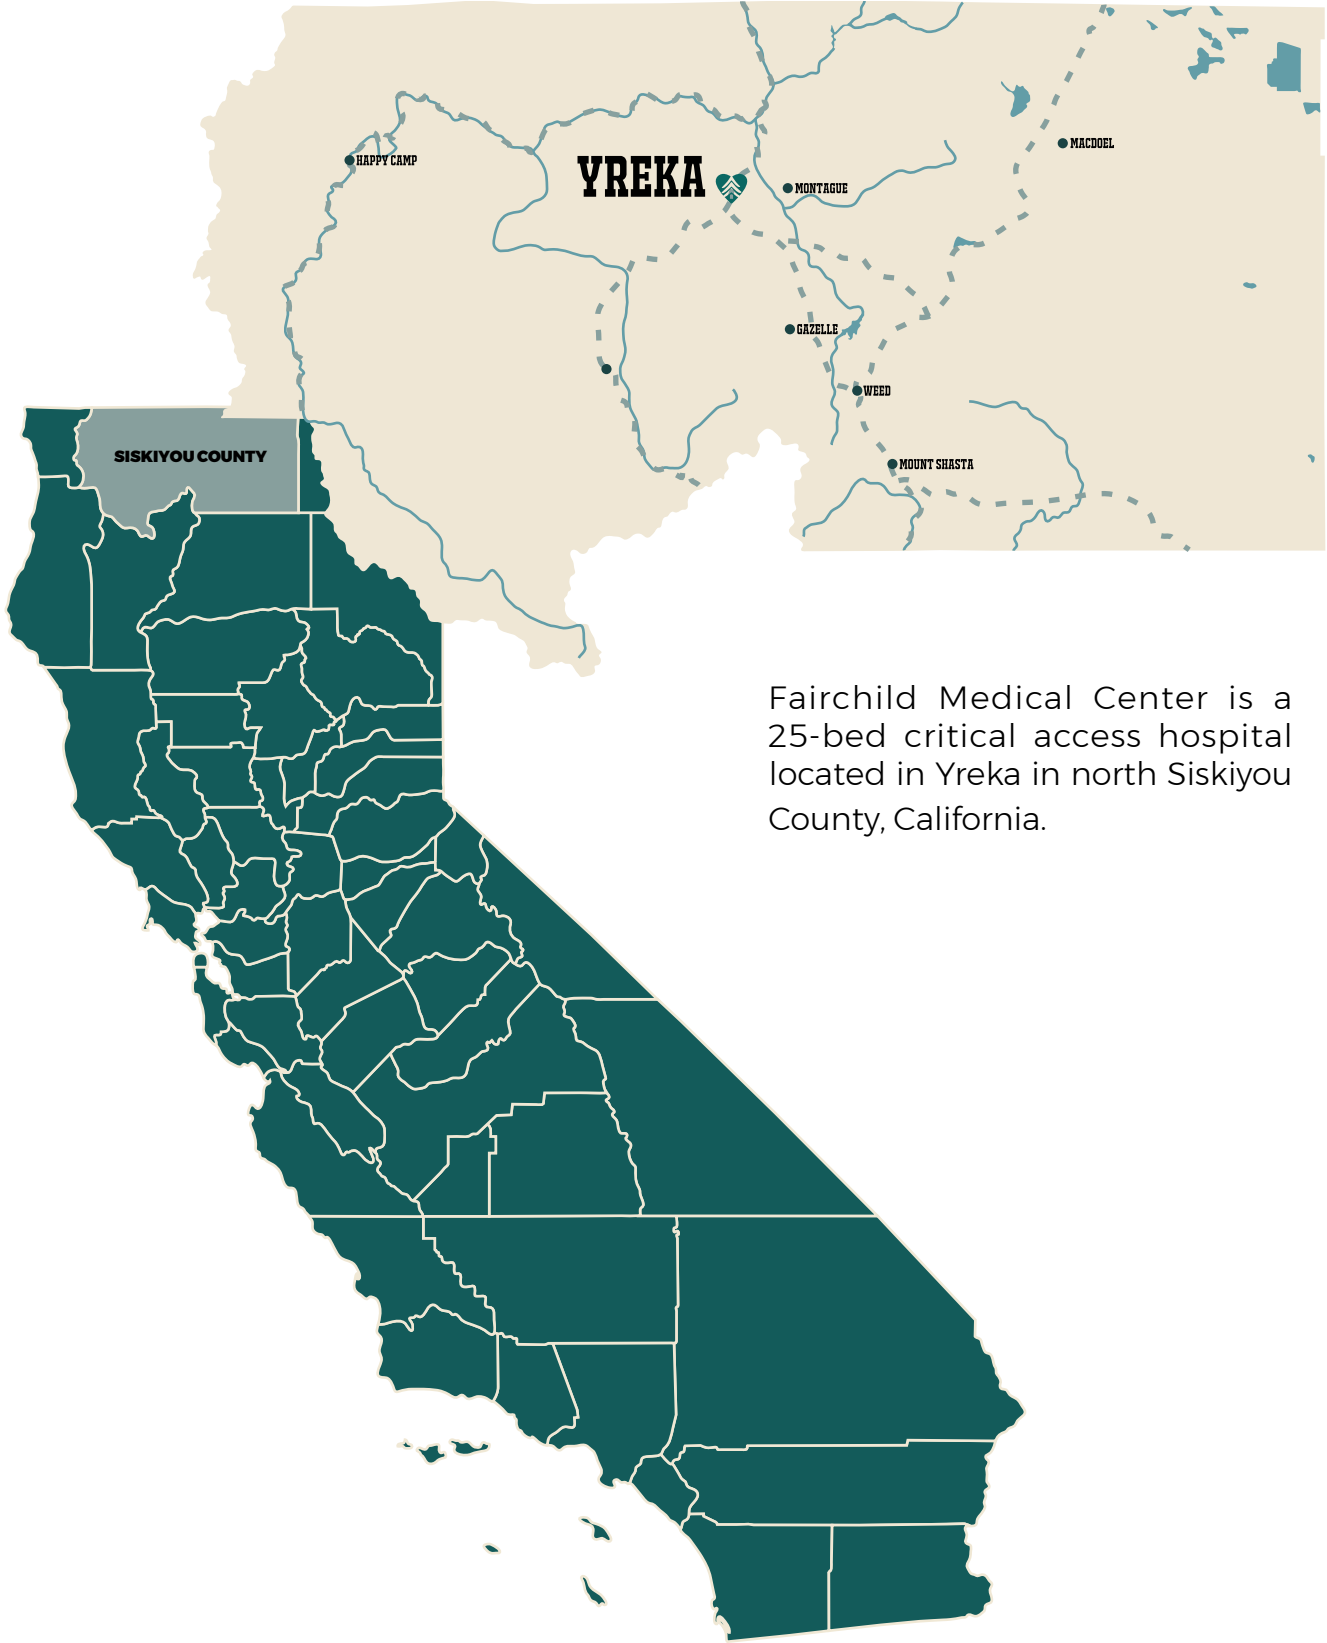 MACDOEL
HAPPY CAMP
YREKA
MONTAGUE
GAZELLE
WEED
SISKIYOU COUNTY
MOUNT SHASTA
Fairchild Medical Center is a
25-bed critical access hospital
located in Yreka in north Siskiyou
County, California.